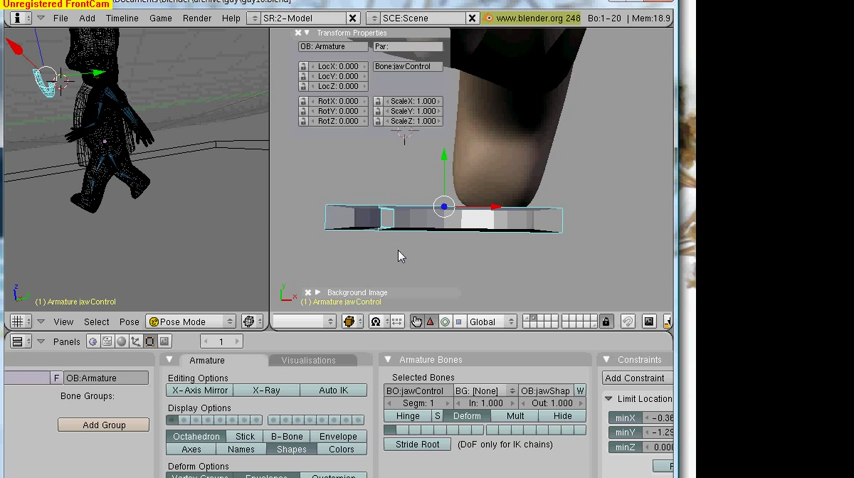 Unregistered FrontCam
File Add Timeline Game Render Help SR:2-Model SCE:Scene www.blender.org 248 Bo:1-20 Mem:18.9
Transform Properties
OB: Armature Par:
LocX: 0.000 Bone:jawControl
LocY: 0.000
LocZ: 0.000
RotX: 0.000 ScaleX: 1.000
RotY: 0.000 ScaleY: 1.000
RotZ: 0.000 ScaleZ: 1.000
Background Image
(1) Armature jawControl
(1) Armature jawControl
View Select Pose Pose Mode Global
Panels 1
F OB:Armature
Bone Groups:
Add Group
Armature Visualisations
Editing Options
X-Axis Mirror X-Ray Auto IK
Display Options
Octahedron Stick B-Bone Envelope
Axes Names Shapes Colors
Deform Options
Armature Bones
Selected Bones
BO:jawControl BG: [None] OB:jawShap W
Segm: 1 In: 1.000 Out: 1.000
Hinge S Deform Mult Hide
Stride Root (DoF only for IK chains)
Constraints
Add Constraint
Limit Location
minX -0.36
minY -1.29
minZ 0.00